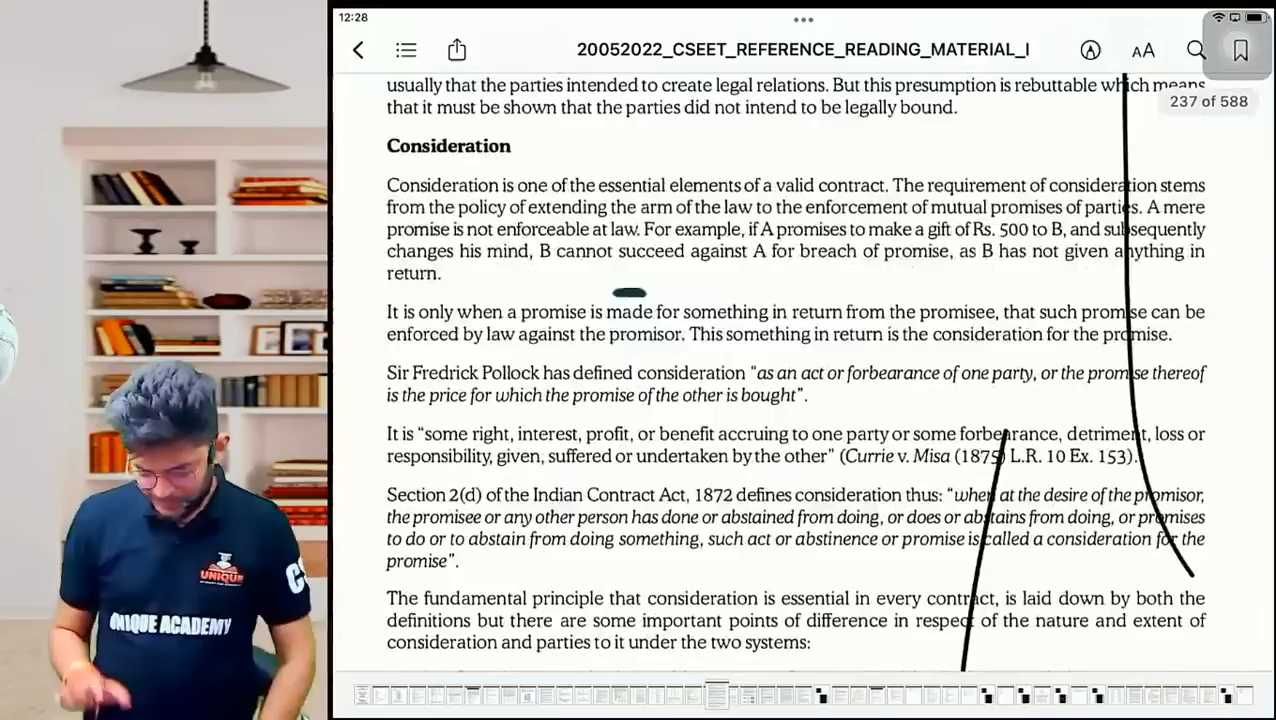 12:28
20052022_CSEET_REFERENCE_READING_MATERIAL_I
AA
237 of 588
usually that the parties intended to create legal relations. But this presumption is rebuttable which means
that it must be shown that the parties did not intend to be legally bound.
Consideration
Consideration is one of the essential elements of a valid contract. The requirement of consideration stems
from the policy of extending the arm of the law to the enforcement of mutual promises of parties. A mere
promise is not enforceable at law. For example, if A promises to make a gift of Rs. 500 to B, and subsequently
changes his mind, B cannot succeed against A for breach of promise, as B has not given anything in
return.
It is only when a promise is made for something in return from the promisee, that such promise can be
enforced by law against the promisor. This something in return is the consideration for the promise.
Sir Fredrick Pollock has defined consideration “as an act or forbearance of one party, or the promise thereof
is the price for which the promise of the other is bought”.
It is “some right, interest, profit, or benefit accruing to one party or some forbearance, detriment, loss or
responsibility, given, suffered or undertaken by the other” (Currie v. Misa (1875) L.R. 10 Ex. 153).
Section 2(d) of the Indian Contract Act, 1872 defines consideration thus: “when at the desire of the promisor,
the promisee or any other person has done or abstained from doing, or does or abstains from doing, or promises
to do or to abstain from doing something, such act or abstinence or promise is called a consideration for the
promise”.
The fundamental principle that consideration is essential in every contract, is laid down by both the
definitions but there are some important points of difference in respect of the nature and extent of
consideration and parties to it under the two systems:
UNIQUE
UNIQUE ACADEMY
CS